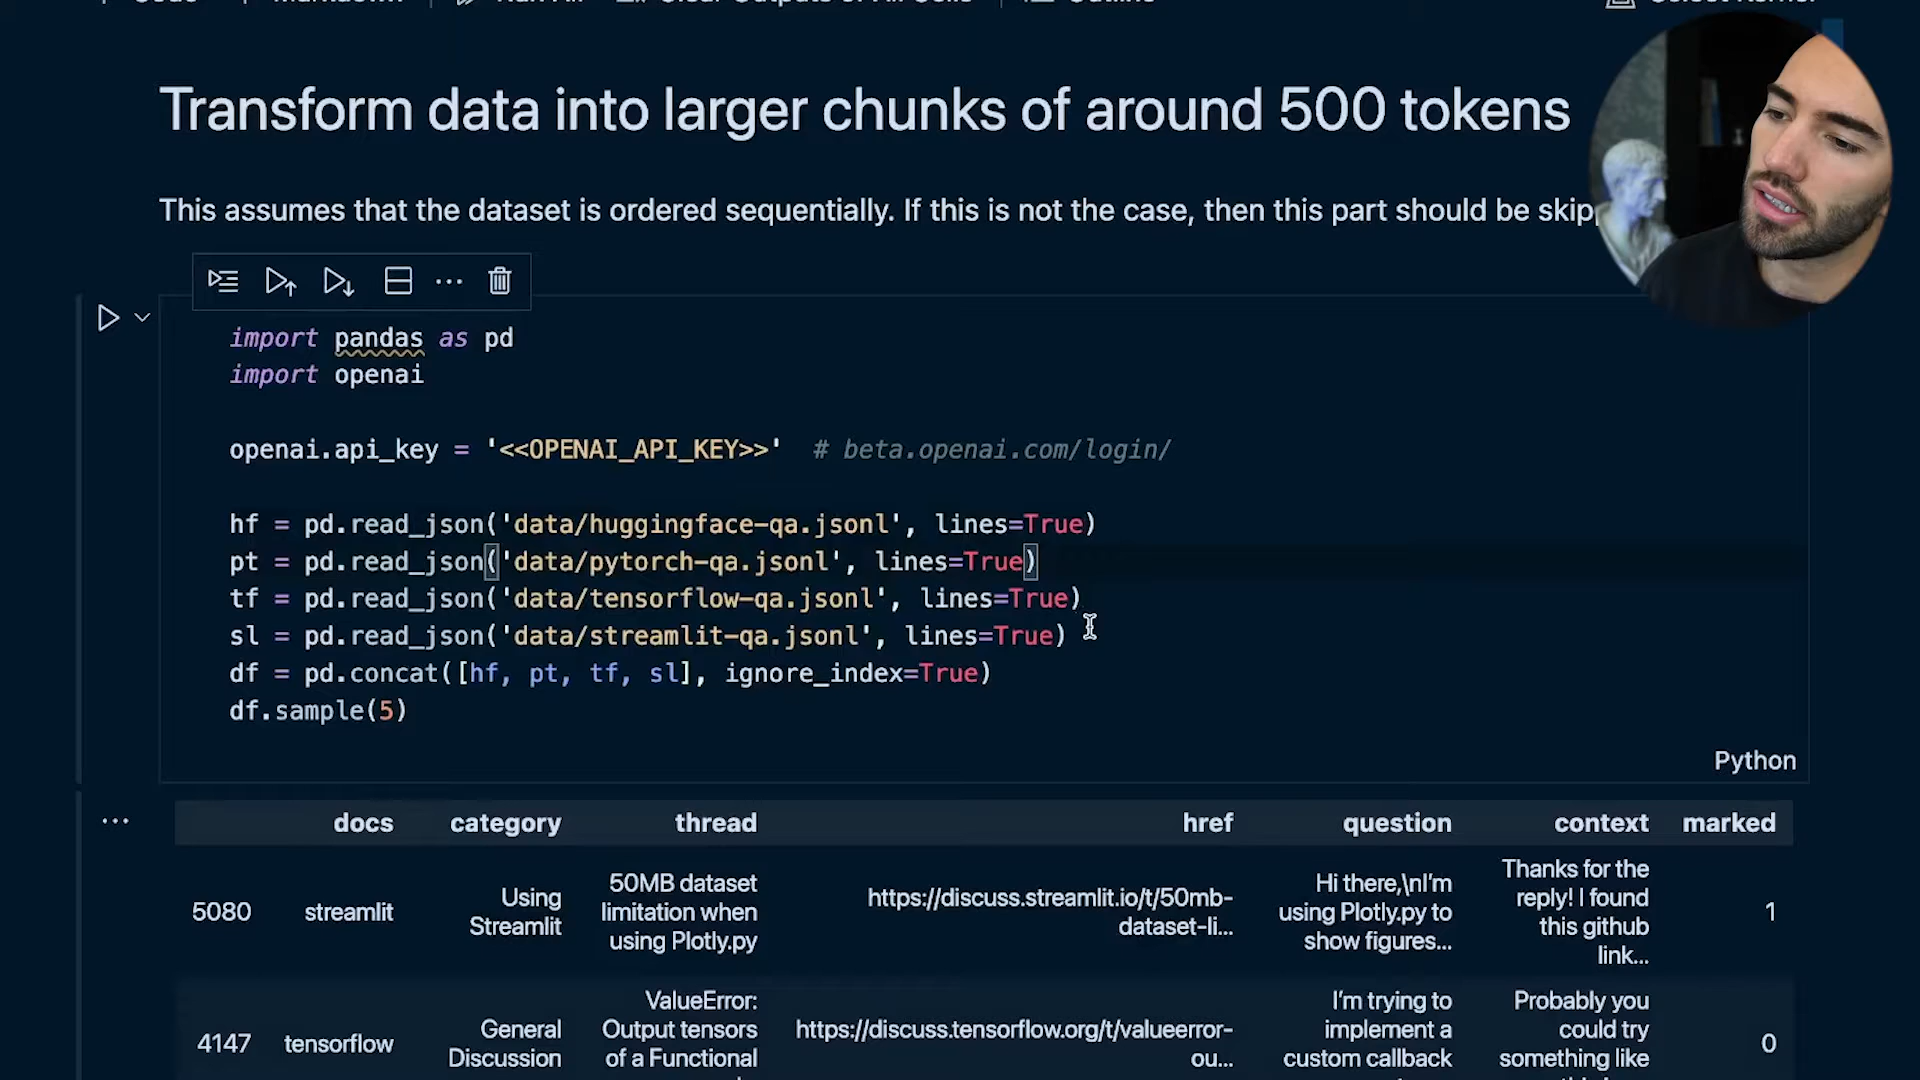 Transform data into larger chunks of around 500 tokens
This assumes that the dataset is ordered sequentially. If this is not the case, then this part should be
import pandas as pd
import openai
openai.api_key = '<<OPENAI_API_KEY>>'  # beta.openai.com/login/
hf = pd.read_json('data/huggingface-qa.jsonl', lines=True)
pt = pd.read_json('data/pytorch-qa.jsonl', lines=True)
tf = pd.read_json('data/tensorflow-qa.jsonl', lines=True)
sl = pd.read_json('data/streamlit-qa.jsonl', lines=True)
df = pd.concat([hf, pt, tf, sl], ignore_index=True)
df.sample(5)
Python
docs category thread href question context marked
5080 streamlit
Using
Streamlit
50MB dataset
limitation when
using Plotly.py
https://discuss.streamlit.io/t/50mb-
dataset-li...
Hi there,\nI'm
using Plotly.py to
show figures...
Thanks for the
reply! I found
this github
link...
1
4147 tensorflow
General
Discussion
ValueError:
Output tensors
of a Functional
https://discuss.tensorflow.org/t/valueerror-
ou...
I'm trying to
implement a
custom callback
Probably you
could try
something like
0